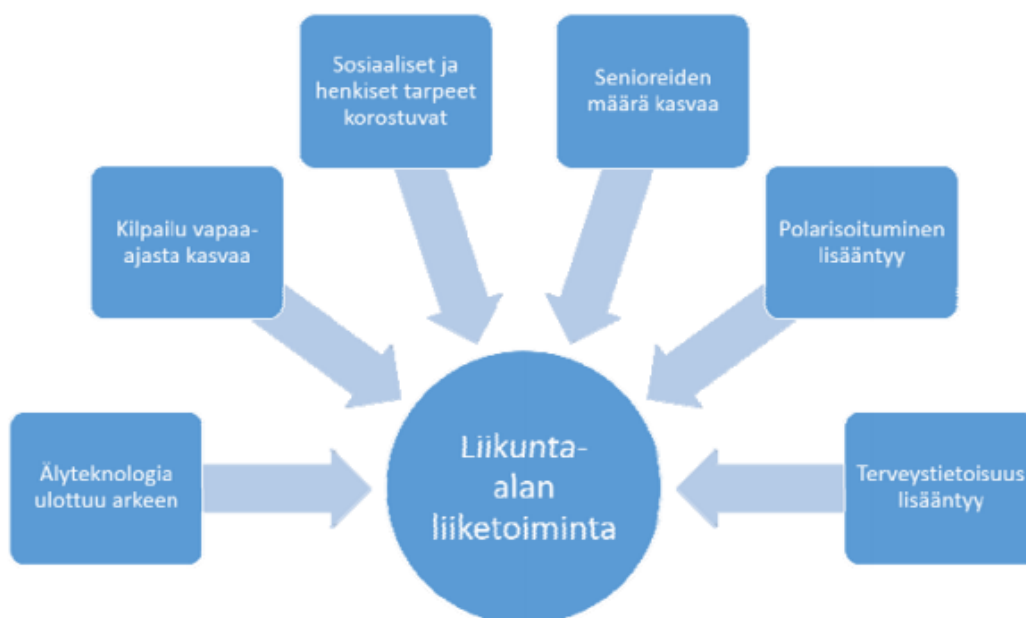 Sosiaaliset ja
henkiset tarpeet
korostuvat
Senioreiden
määrä kasvaa
Kilpailu vapaa-
ajasta kasvaa
Polarisoituminen
lisääntyy
Älyteknologia
ulottuu arkeen
Liikunta-
alan
liiketoiminta
Terveystietoisuus
lisääntyy